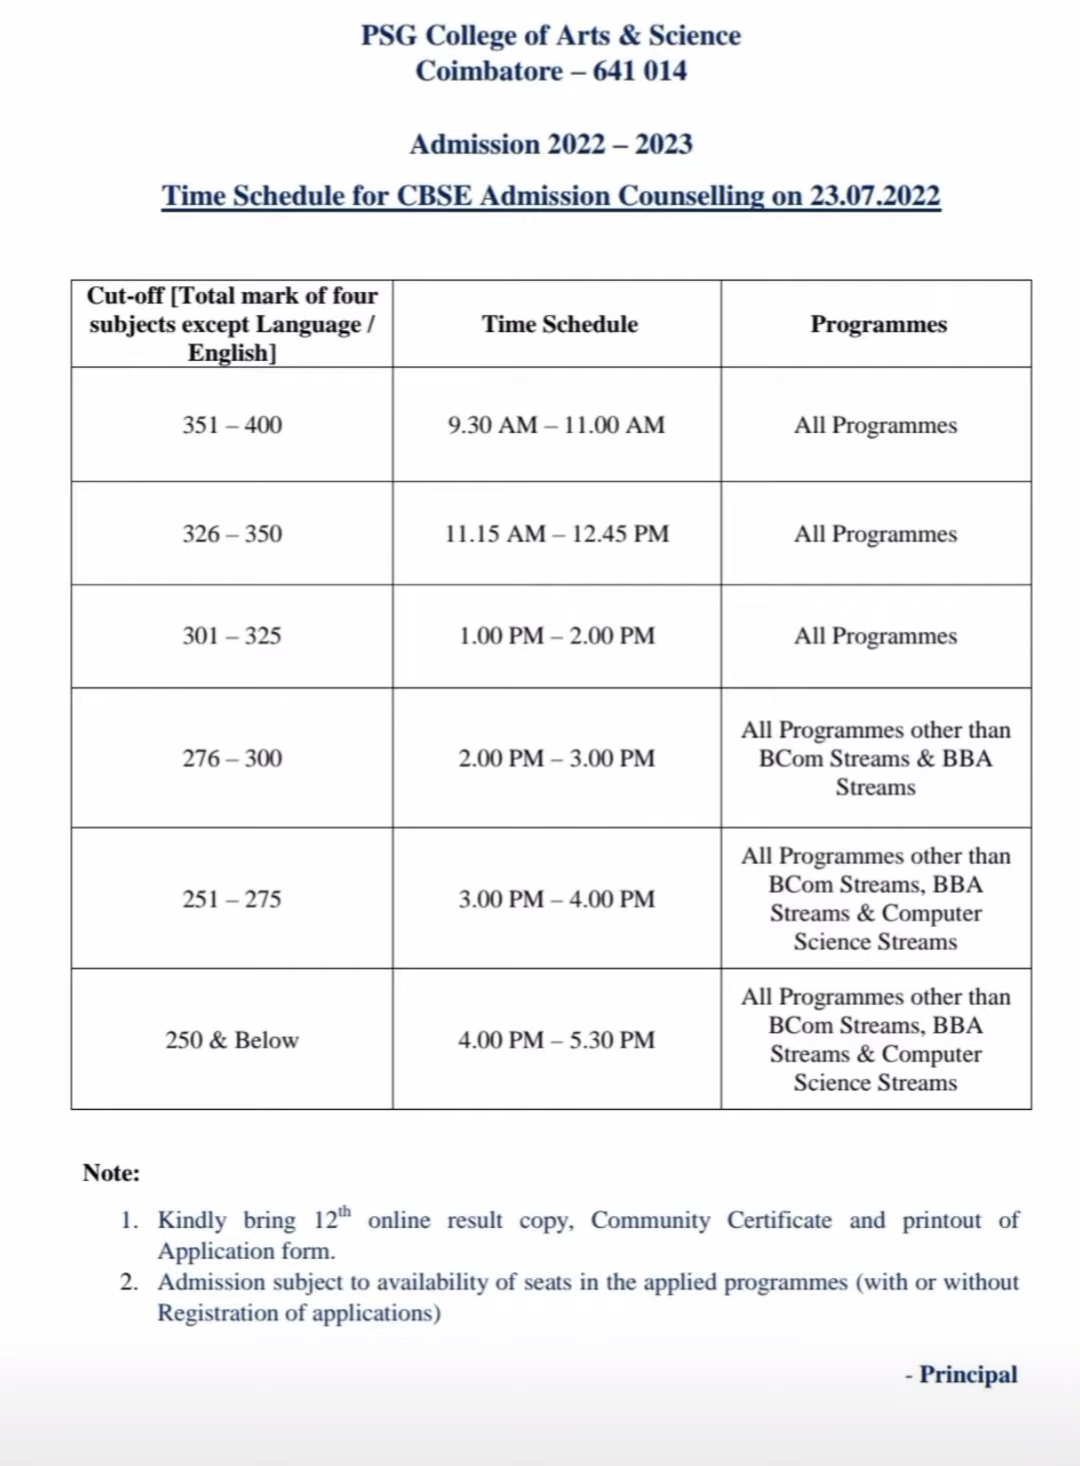 PSG College of Arts & Science
Coimbatore – 641 014
Admission 2022 – 2023
Time Schedule for CBSE Admission Counselling on 23.07.2022
Cut-off [Total mark of four
subjects except Language /
English]
Time Schedule
Programmes
351 – 400
9.30 AM – 11.00 AM
All Programmes
326 – 350
11.15 AM – 12.45 PM
All Programmes
301 – 325
1.00 PM – 2.00 PM
All Programmes
276 – 300
2.00 PM – 3.00 PM
All Programmes other than
BCom Streams & BBA
Streams
251 – 275
3.00 PM – 4.00 PM
All Programmes other than
BCom Streams, BBA
Streams & Computer
Science Streams
250 & Below
4.00 PM – 5.30 PM
All Programmes other than
BCom Streams, BBA
Streams & Computer
Science Streams
Note:
1. Kindly bring 12th online result copy, Community Certificate and printout of
Application form.
2. Admission subject to availability of seats in the applied programmes (with or without
Registration of applications)
- Principal